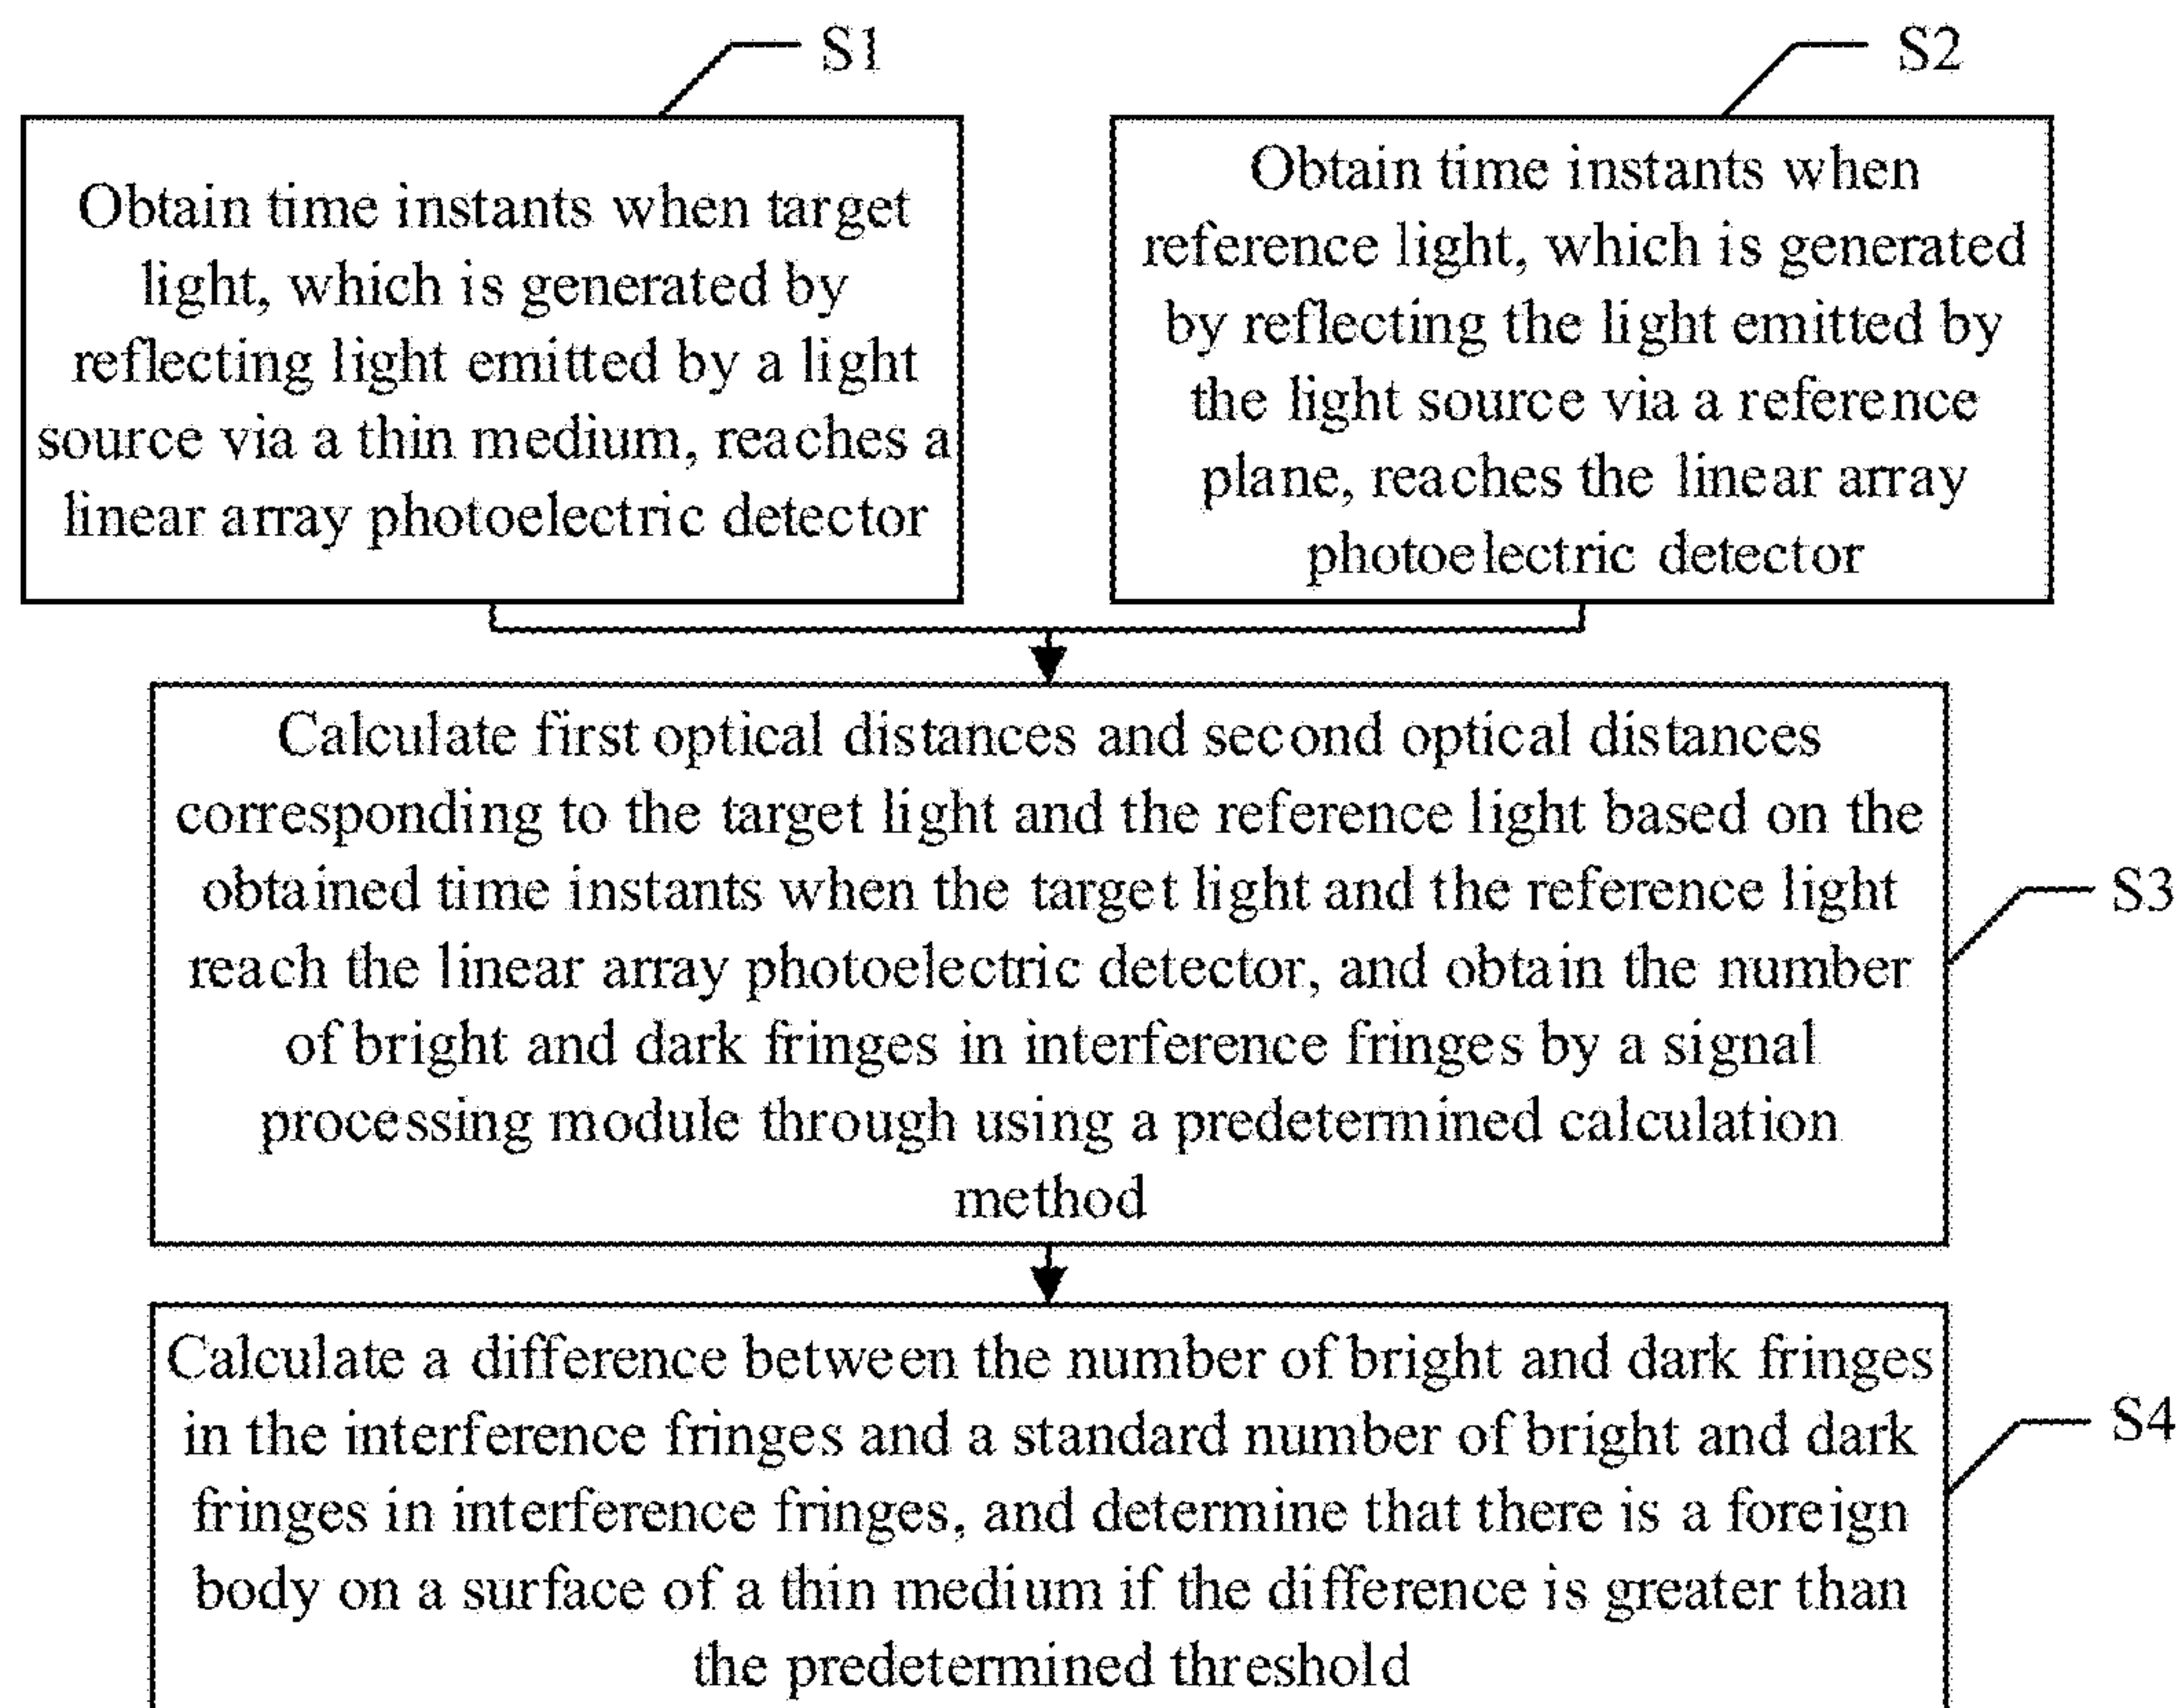 S1
Obtain time instants when target
light, which is generated by
reflecting light emitted by a light
source via a thin medium, reaches a
linear array photoelectric detector
S2
Obtain time instants when
reference light, which is generated
by reflecting the light emitted by
the light source via a reference
plane, reaches the linear array
photoelectric detector
Calculate first optical distances and second optical distances
corresponding to the target light and the reference light based on the
obtained time instants when the target light and the reference light
reach the linear array photoelectric detector, and obtain the number
of bright and dark fringes in interference fringes by a signal
processing module through using a predetermined calculation
method
S3
Calculate a difference between the number of bright and dark fringes
in the interference fringes and a standard number of bright and dark
fringes in interference fringes, and determine that there is a foreign
body on a surface of a thin medium if the difference is greater than
the predetermined threshold
S4